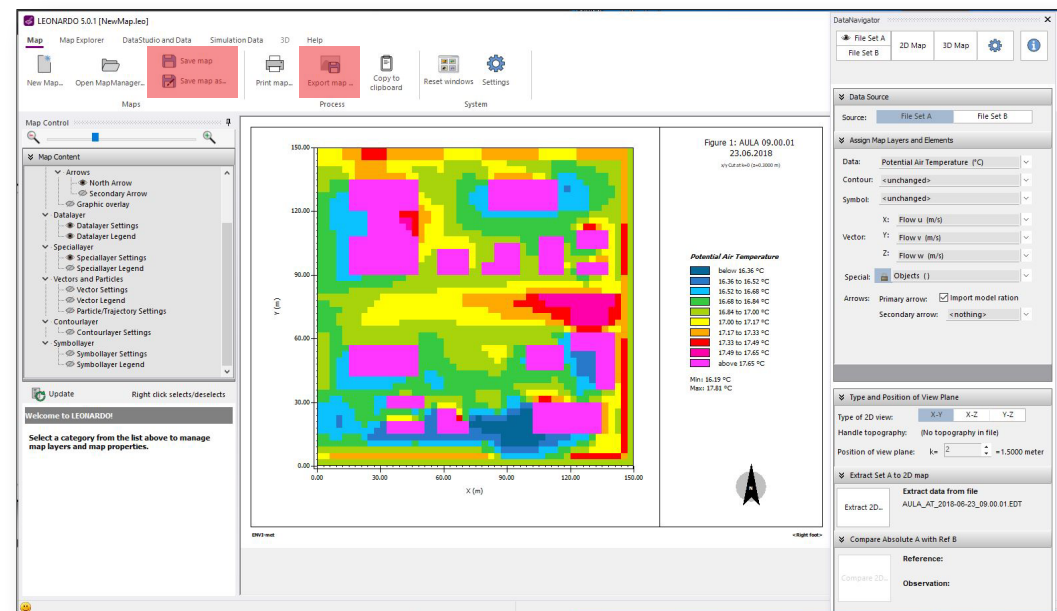 LEONARDO 5.0.1 [NewMap.leo]
Map Map Explorer DataStudio and Data Simulation Data 3D Help
New Map... Open MapManager... Save map
Save map as...
Print map... Export map ... Copy to clipboard Reset windows Settings
Maps Process System
Map Control
Map Content
Arrows
North Arrow
Secondary Arrow
Graphic overlay
Datalayer
Datalayer Settings
Datalayer Legend
Speciallayer
Speciallayer Settings
Speciallayer Legend
Vectors and Particles
Vector Settings
Vector Legend
Particle/Trajectory Settings
Contourlayer
Contourlayer Settings
Symbollayer
Symbollayer Settings
Symbollayer Legend
Update Right click selects/deselects
Welcome to LEONARDO!
Select a category from the list above to manage
map layers and map properties.
150.00
120.00
90.00
60.00
30.00
0.00
Y (m)
0.00 30.00 60.00 90.00 120.00 150.00
X (m)
Figure 1: AULA 09.00.01
23.06.2018
x/y Cut at k=0 (z=0.3000 m)
Potential Air Temperature
below 16.36 °C
16.36 to 16.52 °C
16.52 to 16.68 °C
16.68 to 16.84 °C
16.84 to 17.00 °C
17.00 to 17.17 °C
17.17 to 17.33 °C
17.33 to 17.49 °C
17.49 to 17.65 °C
above 17.65 °C
Min: 16.19 °C
Max: 17.81 °C
N
ENVI-met
<Right foot>
DataNavigator
File Set A
File Set B
2D Map 3D Map
Data Source
Source: File Set A File Set B
Assign Map Layers and Elements
Data: Potential Air Temperature (°C)
Contour: <unchanged>
Symbol: <unchanged>
X: Flow u (m/s)
Vector: Y: Flow v (m/s)
Z: Flow w (m/s)
Special: Objects ( )
Arrows: Primary arrow: Import model ration
Secondary arrow: <nothing>
Type and Position of View Plane
Type of 2D view: X-Y X-Z Y-Z
Handle topography: (No topography in file)
Position of view plane: k= 2 =1.5000 meter
Extract Set A to 2D map
Extract 2D...
Extract data from file
AULA_AT_2018-06-23_09.00.01.EDT
Compare Absolute A with Ref B
Compare 2D...
Reference:
Observation: